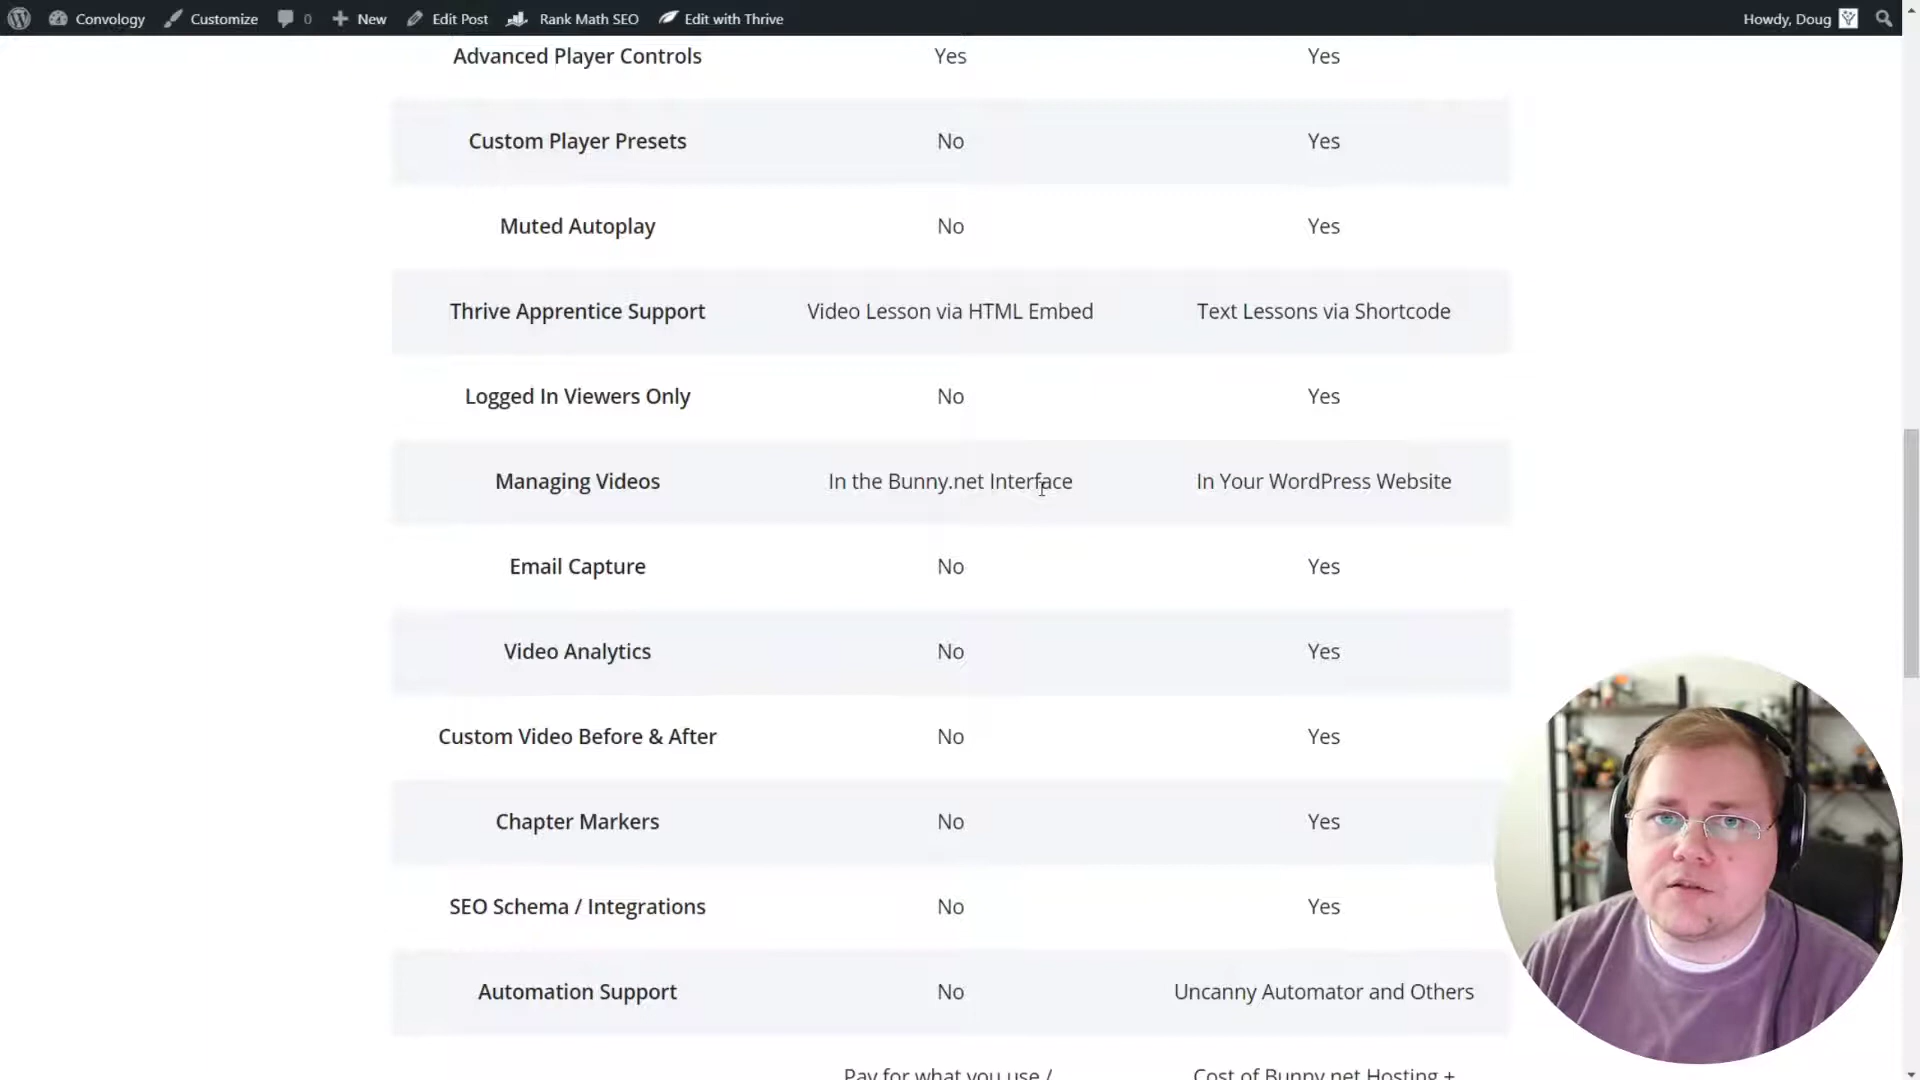 Convology Customize 0 New Edit Post Rank Math SEO Edit with Thrive Howdy, Doug
Advanced Player Controls Yes Yes
Custom Player Presets No Yes
Muted Autoplay No Yes
Thrive Apprentice Support Video Lesson via HTML Embed Text Lessons via Shortcode
Logged In Viewers Only No Yes
Managing Videos In the Bunny.net Interface In Your WordPress Website
Email Capture No Yes
Video Analytics No Yes
Custom Video Before & After No Yes
Chapter Markers No Yes
SEO Schema / Integrations No Yes
Automation Support No Uncanny Automator and Others
Pay for what you use / Cost of Bunny.net Hosting +